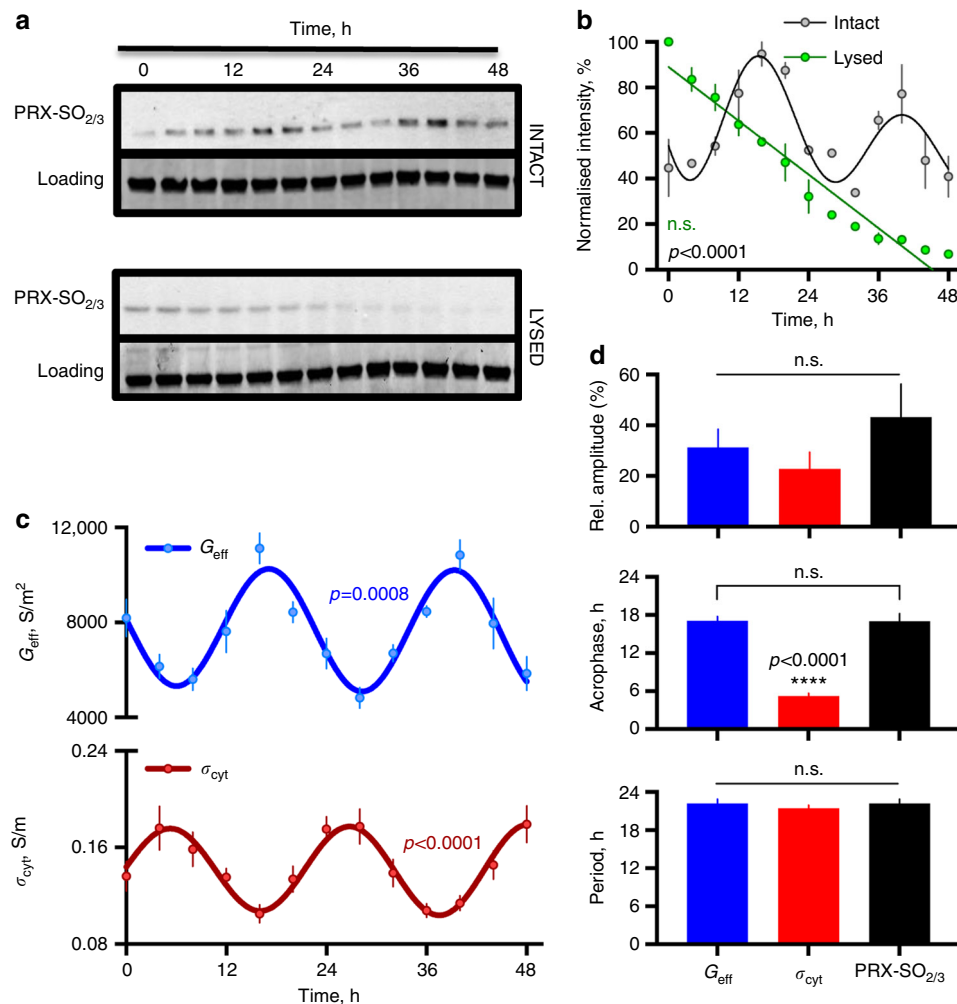 a
Time, h
0 12 24 36 48
PRX-SO2/3
INTACT
Loading
PRX-SO2/3
LYSED
Loading
b
Intact
Lysed
100
80
60
40
20
0
Normalised intensity, %
n.s.
p<0.0001
0 12 24 36 48
Time, h
c
12,000
8000
4000
Geff, S/m²
Geff
p=0.0008
0.24
0.16
0.08
σcyt, S/m
σcyt
p<0.0001
0 12 24 36 48
Time, h
d
n.s.
60
40
20
0
Rel. amplitude (%)
n.s.
24
18
12
6
0
Acrophase, h
p<0.0001
****
n.s.
24
18
12
6
0
Period, h
Geff σcyt PRX-SO2/3